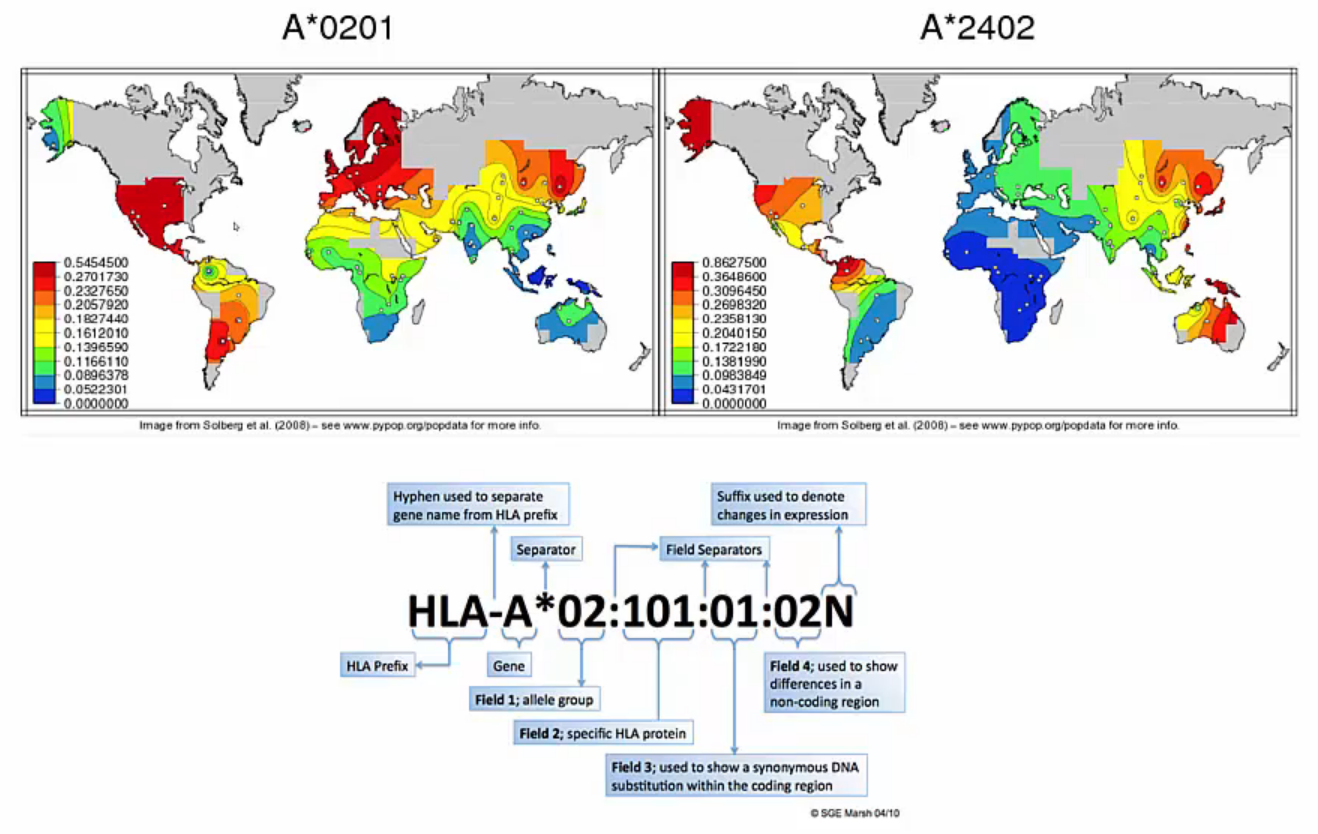 A*0201
A*2402
0.5454500
0.2701730
0.2327650
0.2057920
0.1827440
0.1612010
0.1396590
0.1166110
0.0896378
0.0522301
0.0000000
0.8627500
0.3648600
0.3096450
0.2698320
0.2358130
0.2040150
0.1722180
0.1381990
0.0983849
0.0431701
0.0000000
Image from Solberg et al. (2008) – see www.pypop.org/popdata for more info.
Image from Solberg et al. (2008) – see www.pypop.org/popdata for more info.
Hyphen used to separate
gene name from HLA prefix
Suffix used to denote
changes in expression
Separator
Field Separators
HLA-A*02:101:01:02N
HLA Prefix
Gene
Field 1; allele group
Field 2; specific HLA protein
Field 3; used to show a synonymous DNA
substitution within the coding region
Field 4; used to show
differences in a
non-coding region
© SGE Marsh 04/10